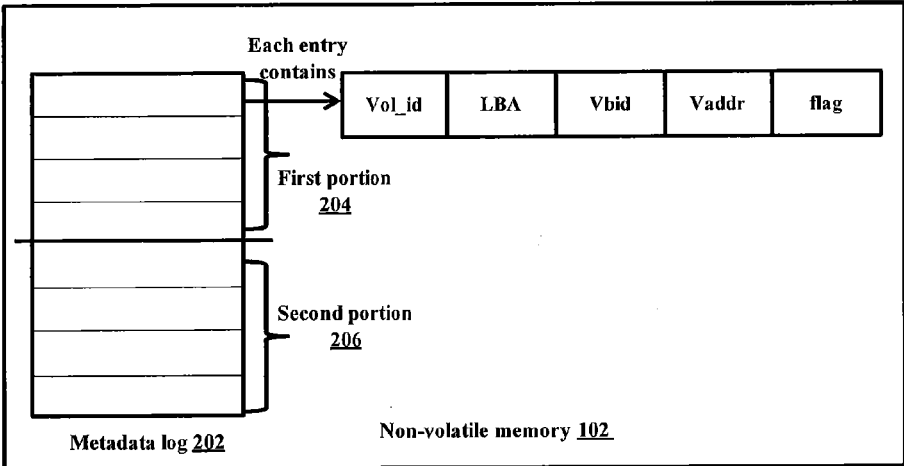 Each entry
contains
Vol_id LBA Vbid Vaddr flag
First portion
204
Second portion
206
Metadata log 202
Non-volatile memory 102